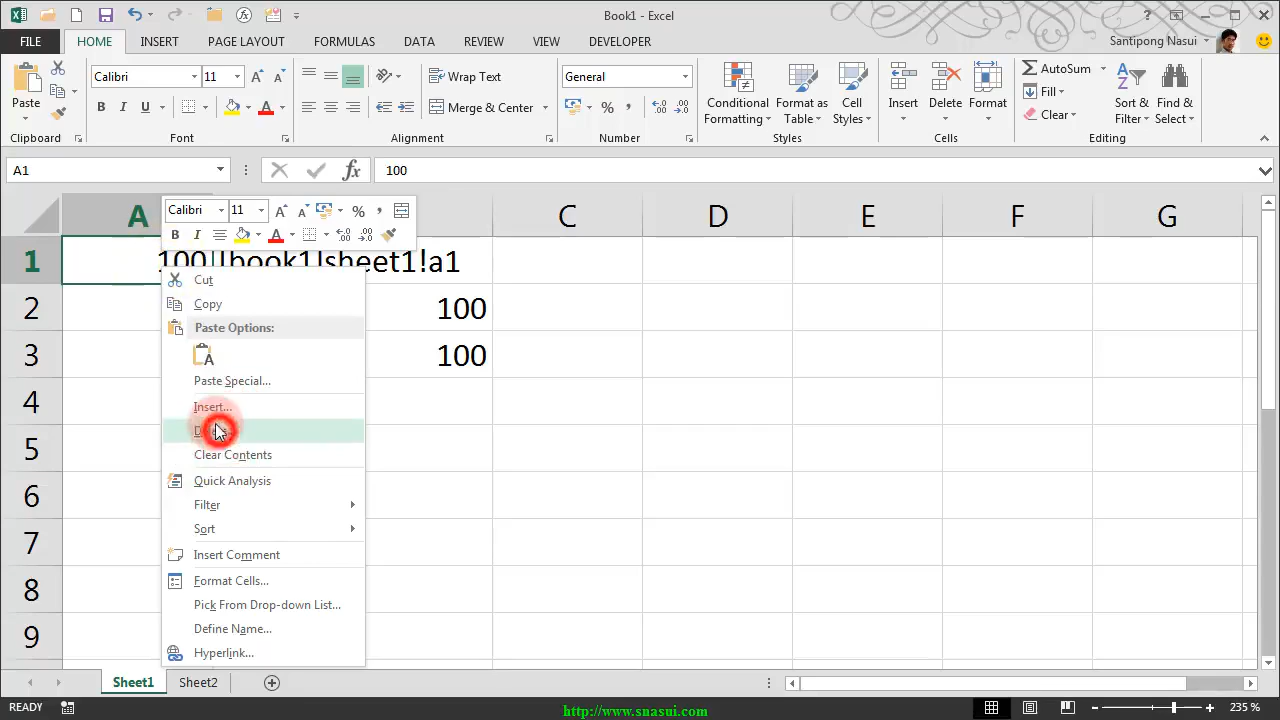 Book1 - Excel
FILE HOME INSERT PAGE LAYOUT FORMULAS DATA REVIEW VIEW DEVELOPER Santipong Nasui
Calibri 11 Wrap Text General AutoSum
Paste B I U Merge & Center % Conditional Formatting Format as Table Cell Styles Insert Delete Format Fill Clear Sort & Filter Find & Select
Clipboard Font Alignment Number Styles Cells Editing
A1 fx 100
A C D E F G
Calibri 11 %
B I
1
2 100
3 100
4
5
6
7
8
9
Cut
Copy
Paste Options:
Paste Special...
Insert...
Clear Contents
Quick Analysis
Filter
Sort
Insert Comment
Format Cells...
Pick From Drop-down List...
Define Name...
Hyperlink...
Sheet1 Sheet2
READY 235 %
http://www.snasui.com